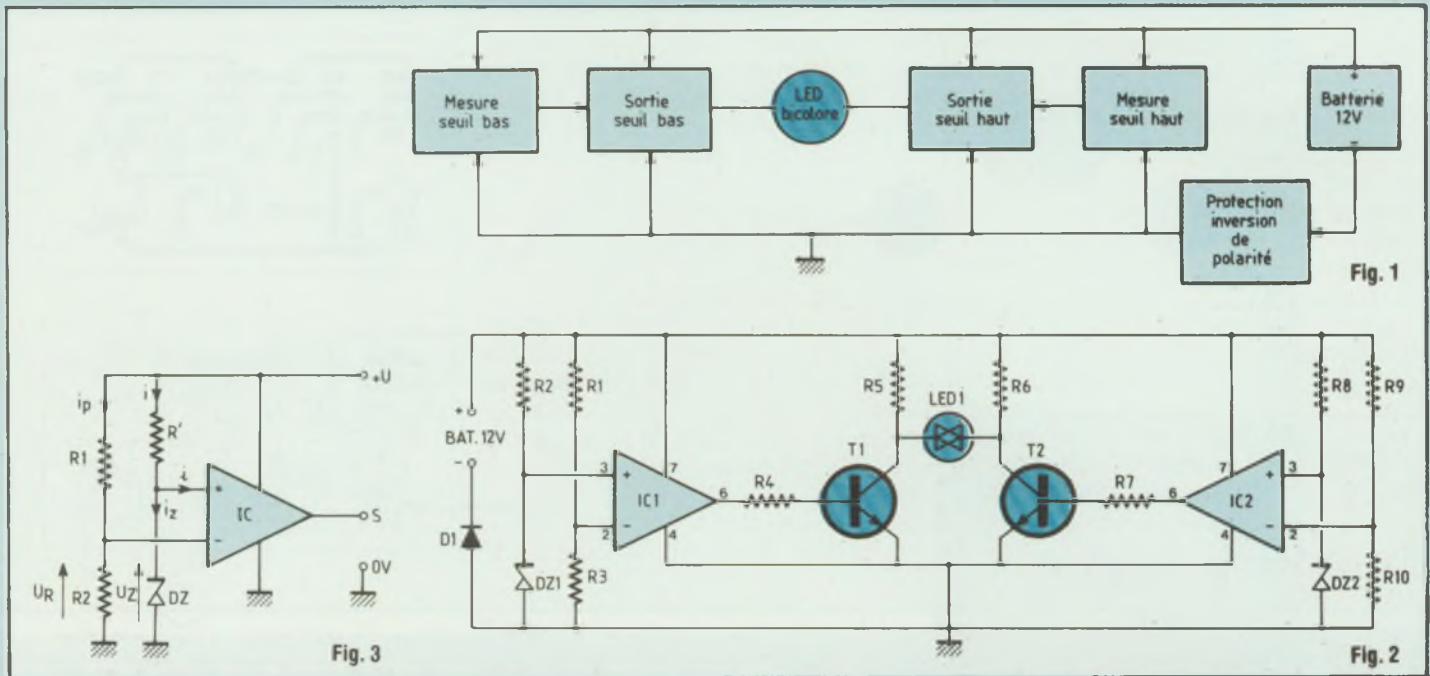 Mesure
seuil bas
Sortie
seuil bas
LED
bicolore
Sortie
seuil haut
Mesure
seuil haut
+
Batterie
12V
−
Protection
inversion
de
polarité
Fig. 1
ip
i
+U
R1
R'
i
+
iz
IC
S
−
0V
UR
R2
UZ
DZ
Fig. 3
+
BAT. 12V
−
D1
R2
R1
3
+
7
IC1
6
−
2
4
DZ1
R3
R4
T1
R5
LED1
R6
T2
R7
6
7
+
3
IC2
−
4
2
R8
R9
DZ2
R10
Fig. 2